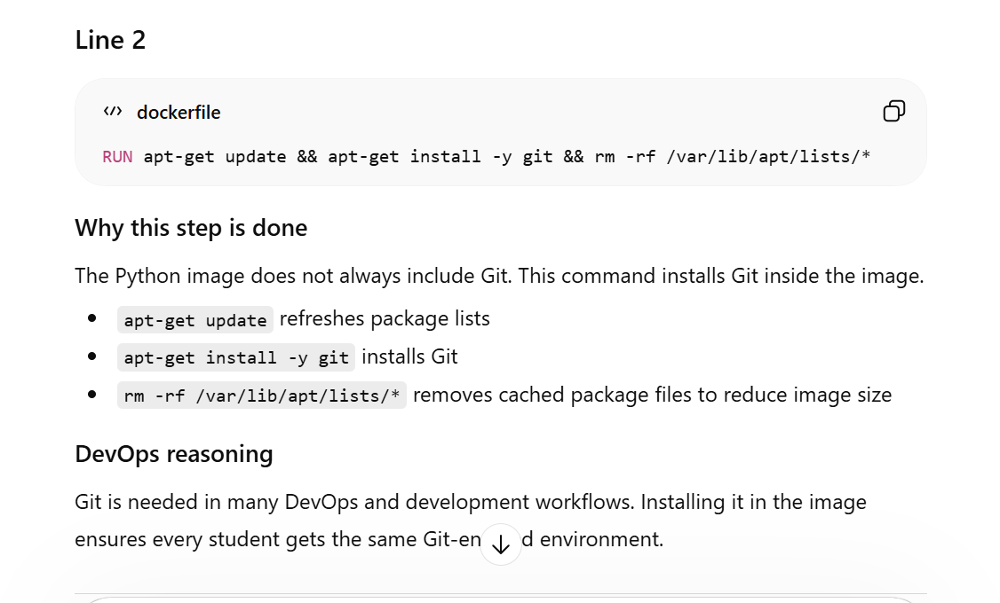 Line 2
dockerfile
RUN apt-get update && apt-get install -y git && rm -rf /var/lib/apt/lists/*
Why this step is done
The Python image does not always include Git. This command installs Git inside the image.
apt-get update refreshes package lists
apt-get install -y git installs Git
rm -rf /var/lib/apt/lists/* removes cached package files to reduce image size
DevOps reasoning
Git is needed in many DevOps and development workflows. Installing it in the image
ensures every student gets the same environment.